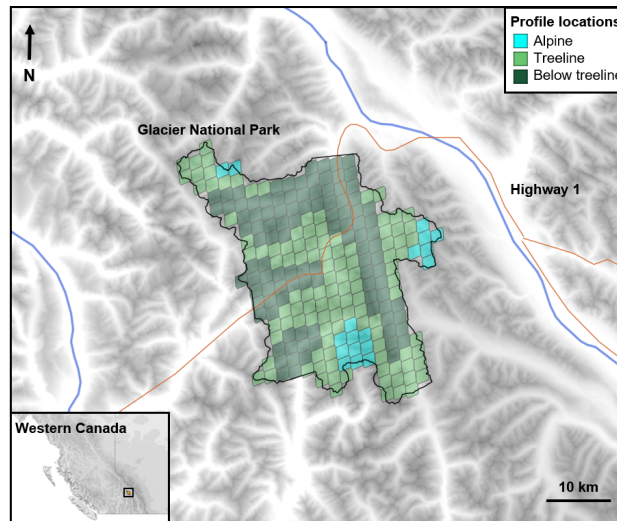 Profile locations
Alpine
Treeline
Below treeline
N
Glacier National Park
Highway 1
Western Canada
10 km